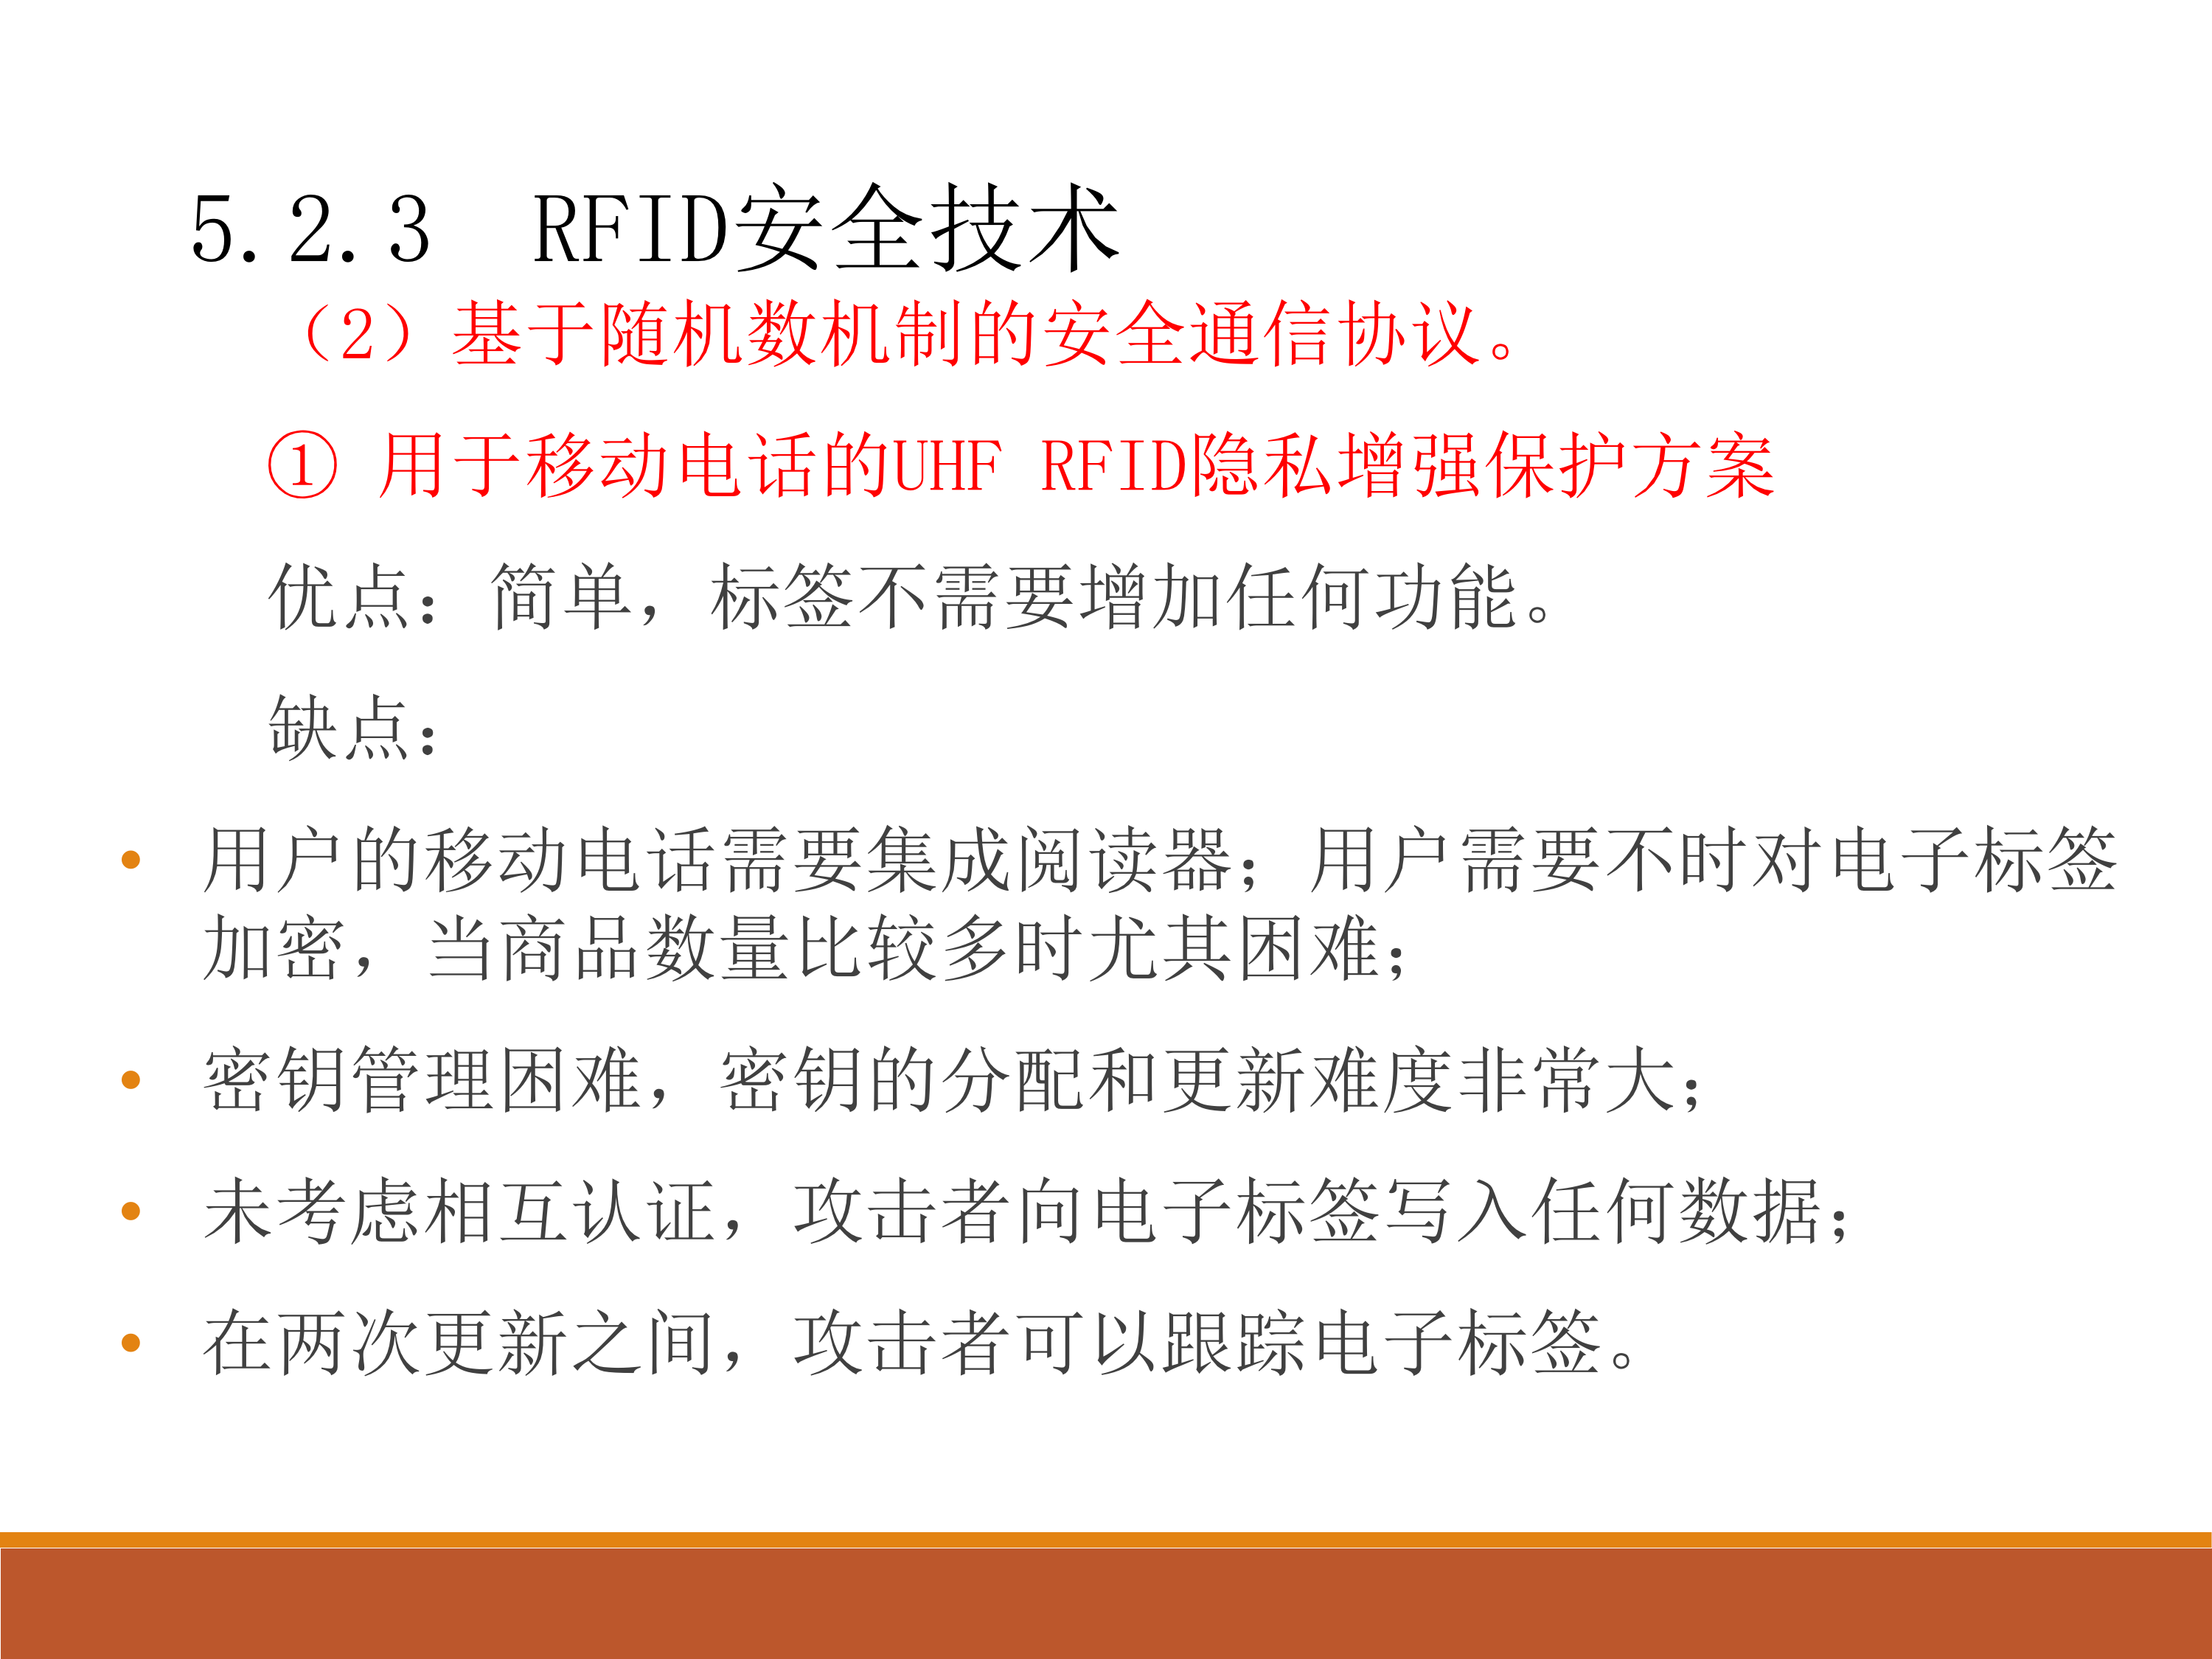 5.2.3 RFID安全技术
（2）基于随机数机制的安全通信协议。
① 用于移动电话的UHF RFID隐私增强保护方案
优点：简单，标签不需要增加任何功能。
缺点：
• 用户的移动电话需要集成阅读器；用户需要不时对电子标签
加密，当商品数量比较多时尤其困难；
• 密钥管理困难，密钥的分配和更新难度非常大；
• 未考虑相互认证，攻击者向电子标签写入任何数据；
• 在两次更新之间，攻击者可以跟踪电子标签。